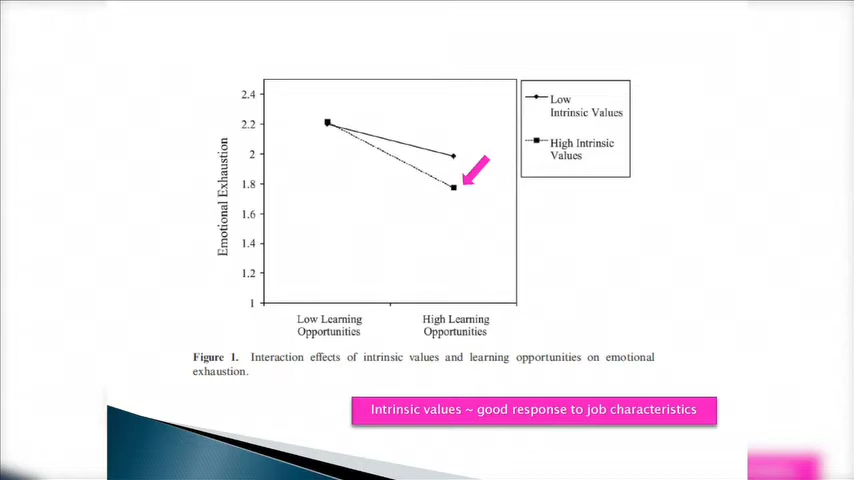 2.4
2.2
2
1.8
1.6
1.4
1.2
1
Emotional Exhaustion
Low Learning
Opportunities
High Learning
Opportunities
Low
Intrinsic Values
High Intrinsic
Values
Figure 1. Interaction effects of intrinsic values and learning opportunities on emotional
exhaustion.
Intrinsic values ~ good response to job characteristics